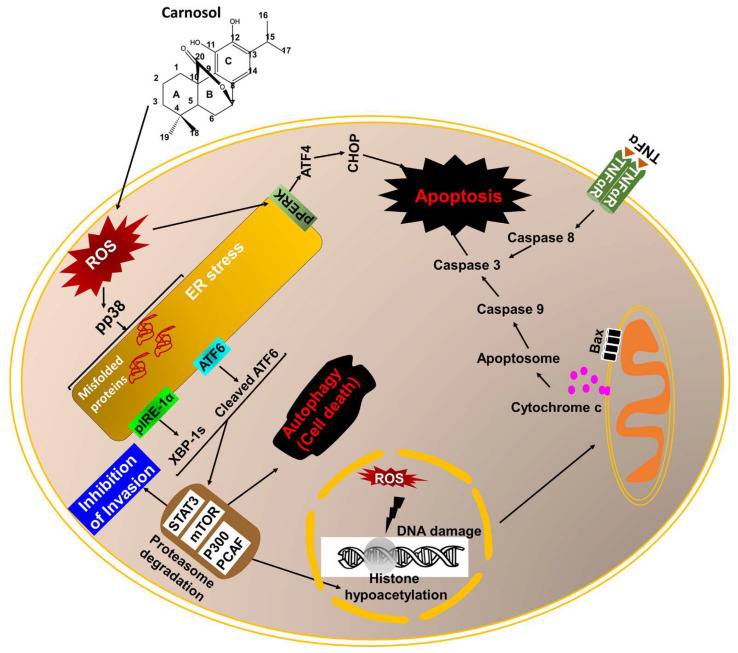 Carnosol
16
OH
HO
12
15
17
11
13
O
20
C
14
1
9
8
2
10
O
A
B
5
3
4
6
19
18
TNFα
TNFαR
TNFαR
ATF4
CHOP
Apoptosis
pPERK
ROS
ER stress
Caspase 8
Caspase 3
pp38
Caspase 9
Bax
Misfolded
proteins
ATF6
Apoptosome
Cleaved ATF6
pIRE-1α
XBP-1s
Autophagy
(Cell death)
Cytochrome c
Inhibition
of Invasion
ROS
STAT3
mTOR
P300
PCAF
Proteasome
degradation
DNA damage
Histone
hypoacetylation